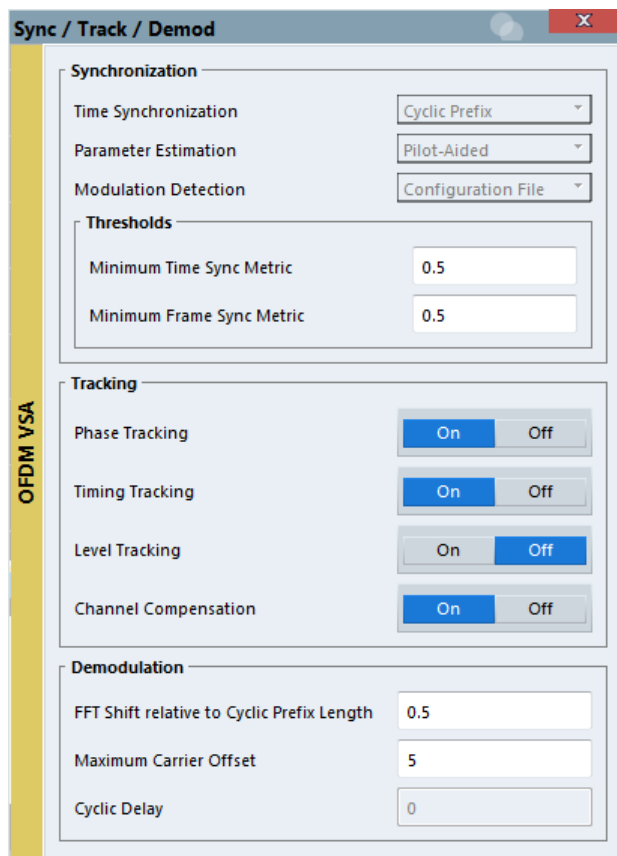 Sync / Track / Demod
x
OFDM VSA
Synchronization
Time Synchronization Cyclic Prefix
Parameter Estimation Pilot-Aided
Modulation Detection Configuration File
Thresholds
Minimum Time Sync Metric 0.5
Minimum Frame Sync Metric 0.5
Tracking
Phase Tracking On Off
Timing Tracking On Off
Level Tracking On Off
Channel Compensation On Off
Demodulation
FFT Shift relative to Cyclic Prefix Length 0.5
Maximum Carrier Offset 5
Cyclic Delay 0